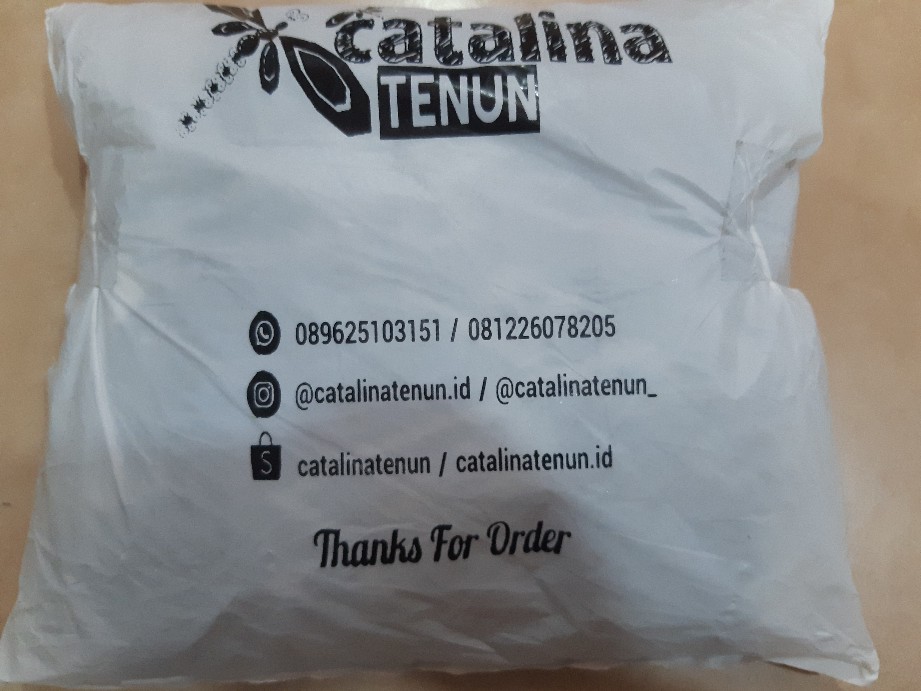 catalina
TENUN
089625103151 / 081226078205
@catalinatenun.id / @catalinatenun_
S catalinatenun / catalinatenun.id
Thanks For Order